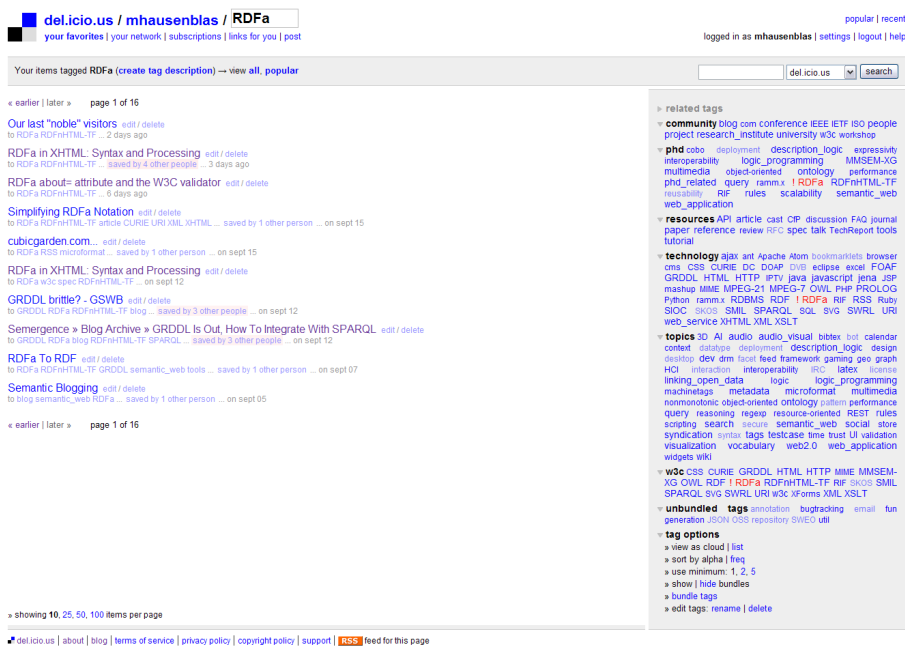 del.icio.us / mhausenblas / RDFa
your favorites | your network | subscriptions | links for you | post
popular | recent
logged in as mhausenblas | settings | logout | help
Your items tagged RDFa (create tag description) → view all, popular
del.icio.us search
« earlier | later » page 1 of 16
Our last "noble" visitors edit / delete
to RDFa RDFnHTML-TF ... 2 days ago
RDFa in XHTML: Syntax and Processing edit / delete
to RDFa RDFnHTML-TF ... saved by 4 other people ... 3 days ago
RDFa about= attribute and the W3C validator edit / delete
to RDFa RDFnHTML-TF ... 6 days ago
Simplifying RDFa Notation edit / delete
to RDFa RDFnHTML-TF article CURIE URI XML XHTML ... saved by 1 other person ... on sept 15
cubicgarden.com... edit / delete
to RDFa RSS microformat ... saved by 1 other person ... on sept 15
RDFa in XHTML: Syntax and Processing edit / delete
to RDFa w3c spec RDFnHTML-TF ... on sept 12
GRDDL brittle? - GSWB edit / delete
to GRDDL RDFa RDFnHTML-TF blog ... saved by 3 other people ... on sept 12
Semergence » Blog Archive » GRDDL Is Out, How To Integrate With SPARQL edit / delete
to GRDDL RDFa blog RDFnHTML-TF SPARQL ... saved by 3 other people ... on sept 12
RDFa To RDF edit / delete
to RDFa RDFnHTML-TF GRDDL semantic_web tools ... saved by 1 other person ... on sept 07
Semantic Blogging edit / delete
to blog semantic_web RDFa ... saved by 1 other person ... on sept 05
« earlier | later » page 1 of 16
» showing 10, 25, 50, 100 items per page
related tags
community blog com conference IEEE IETF ISO people
project research_institute university w3c workshop
phd cobo deployment description_logic expressivity
interoperability logic_programming MMSEM-XG
multimedia object-oriented ontology performance
phd_related query ramm.x ! RDFa RDFnHTML-TF
reusability RIF rules scalability semantic_web
web_application
resources API article cast CfP discussion FAQ journal
paper reference review RFC spec talk TechReport tools
tutorial
technology ajax ant Apache Atom bookmarklets browser
cms CSS CURIE DC DOAP DVB eclipse excel FOAF
GRDDL HTML HTTP IPTV java javascript jena JSP
mashup MIME MPEG-21 MPEG-7 OWL PHP PROLOG
Python ramm.x RDBMS RDF ! RDFa RIF RSS Ruby
SIOC SKOS SMIL SPARQL SQL SVG SWRL URI
web_service XHTML XML XSLT
topics 3D AI audio audio_visual bibtex bot calendar
context datatype deployment description_logic design
desktop dev drm facet feed framework gaming geo graph
HCI interaction interoperability IRC latex license
linking_open_data logic logic_programming
machinetags metadata microformat multimedia
nonmonotonic object-oriented ontology pattern performance
query reasoning regexp resource-oriented REST rules
scripting search secure semantic_web social store
syndication syntax tags testcase time trust UI validation
visualization vocabulary web2.0 web_application
widgets wiki
w3c CSS CURIE GRDDL HTML HTTP MIME MMSEM-
XG OWL RDF ! RDFa RDFnHTML-TF RIF SKOS SMIL
SPARQL SVG SWRL URI w3c XForms XML XSLT
unbundled tags annotation bugtracking email fun
generation JSON OSS repository SWEO util
tag options
» view as cloud | list
» sort by alpha | freq
» use minimum: 1, 2, 5
» show | hide bundles
» bundle tags
» edit tags: rename | delete
del.icio.us | about | blog | terms of service | privacy policy | copyright policy | support | RSS feed for this page